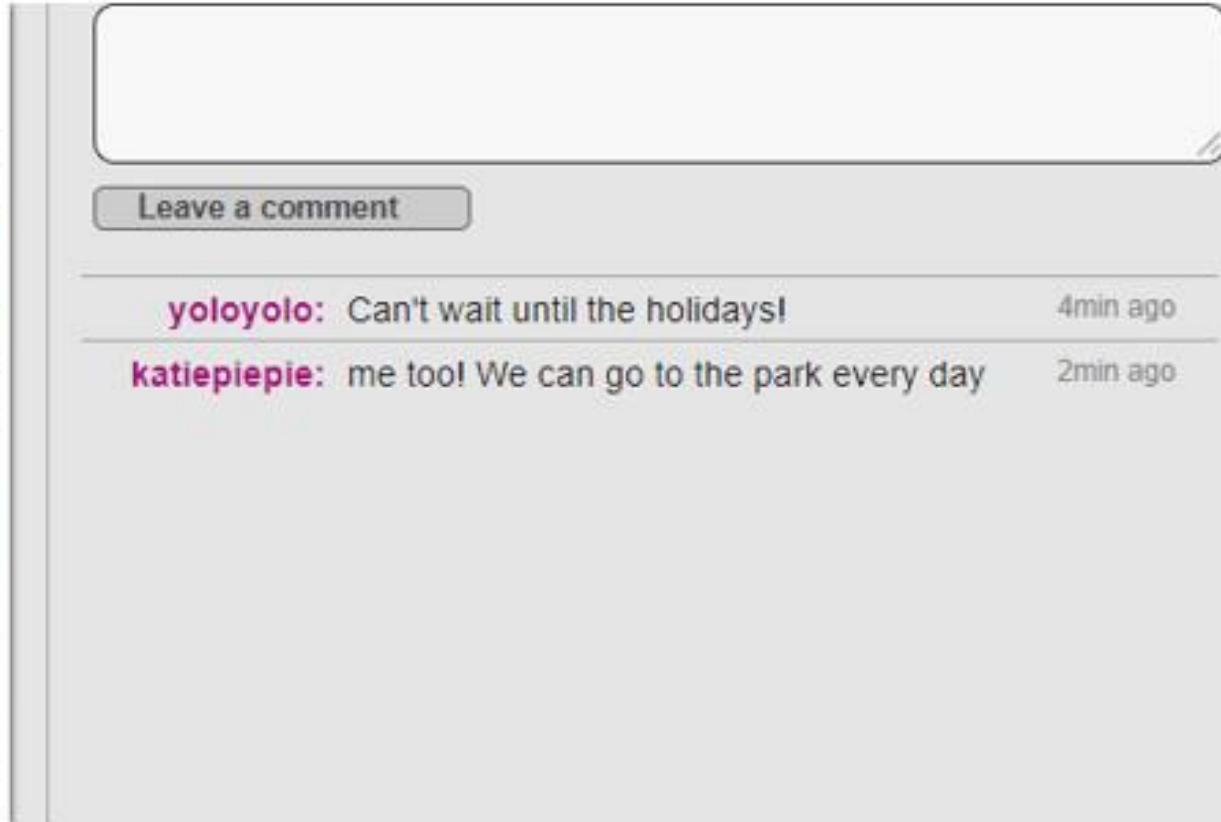 Leave a comment
yoloyolo: Can't wait until the holidays! 4min ago
katiepiepie: me too! We can go to the park every day 2min ago